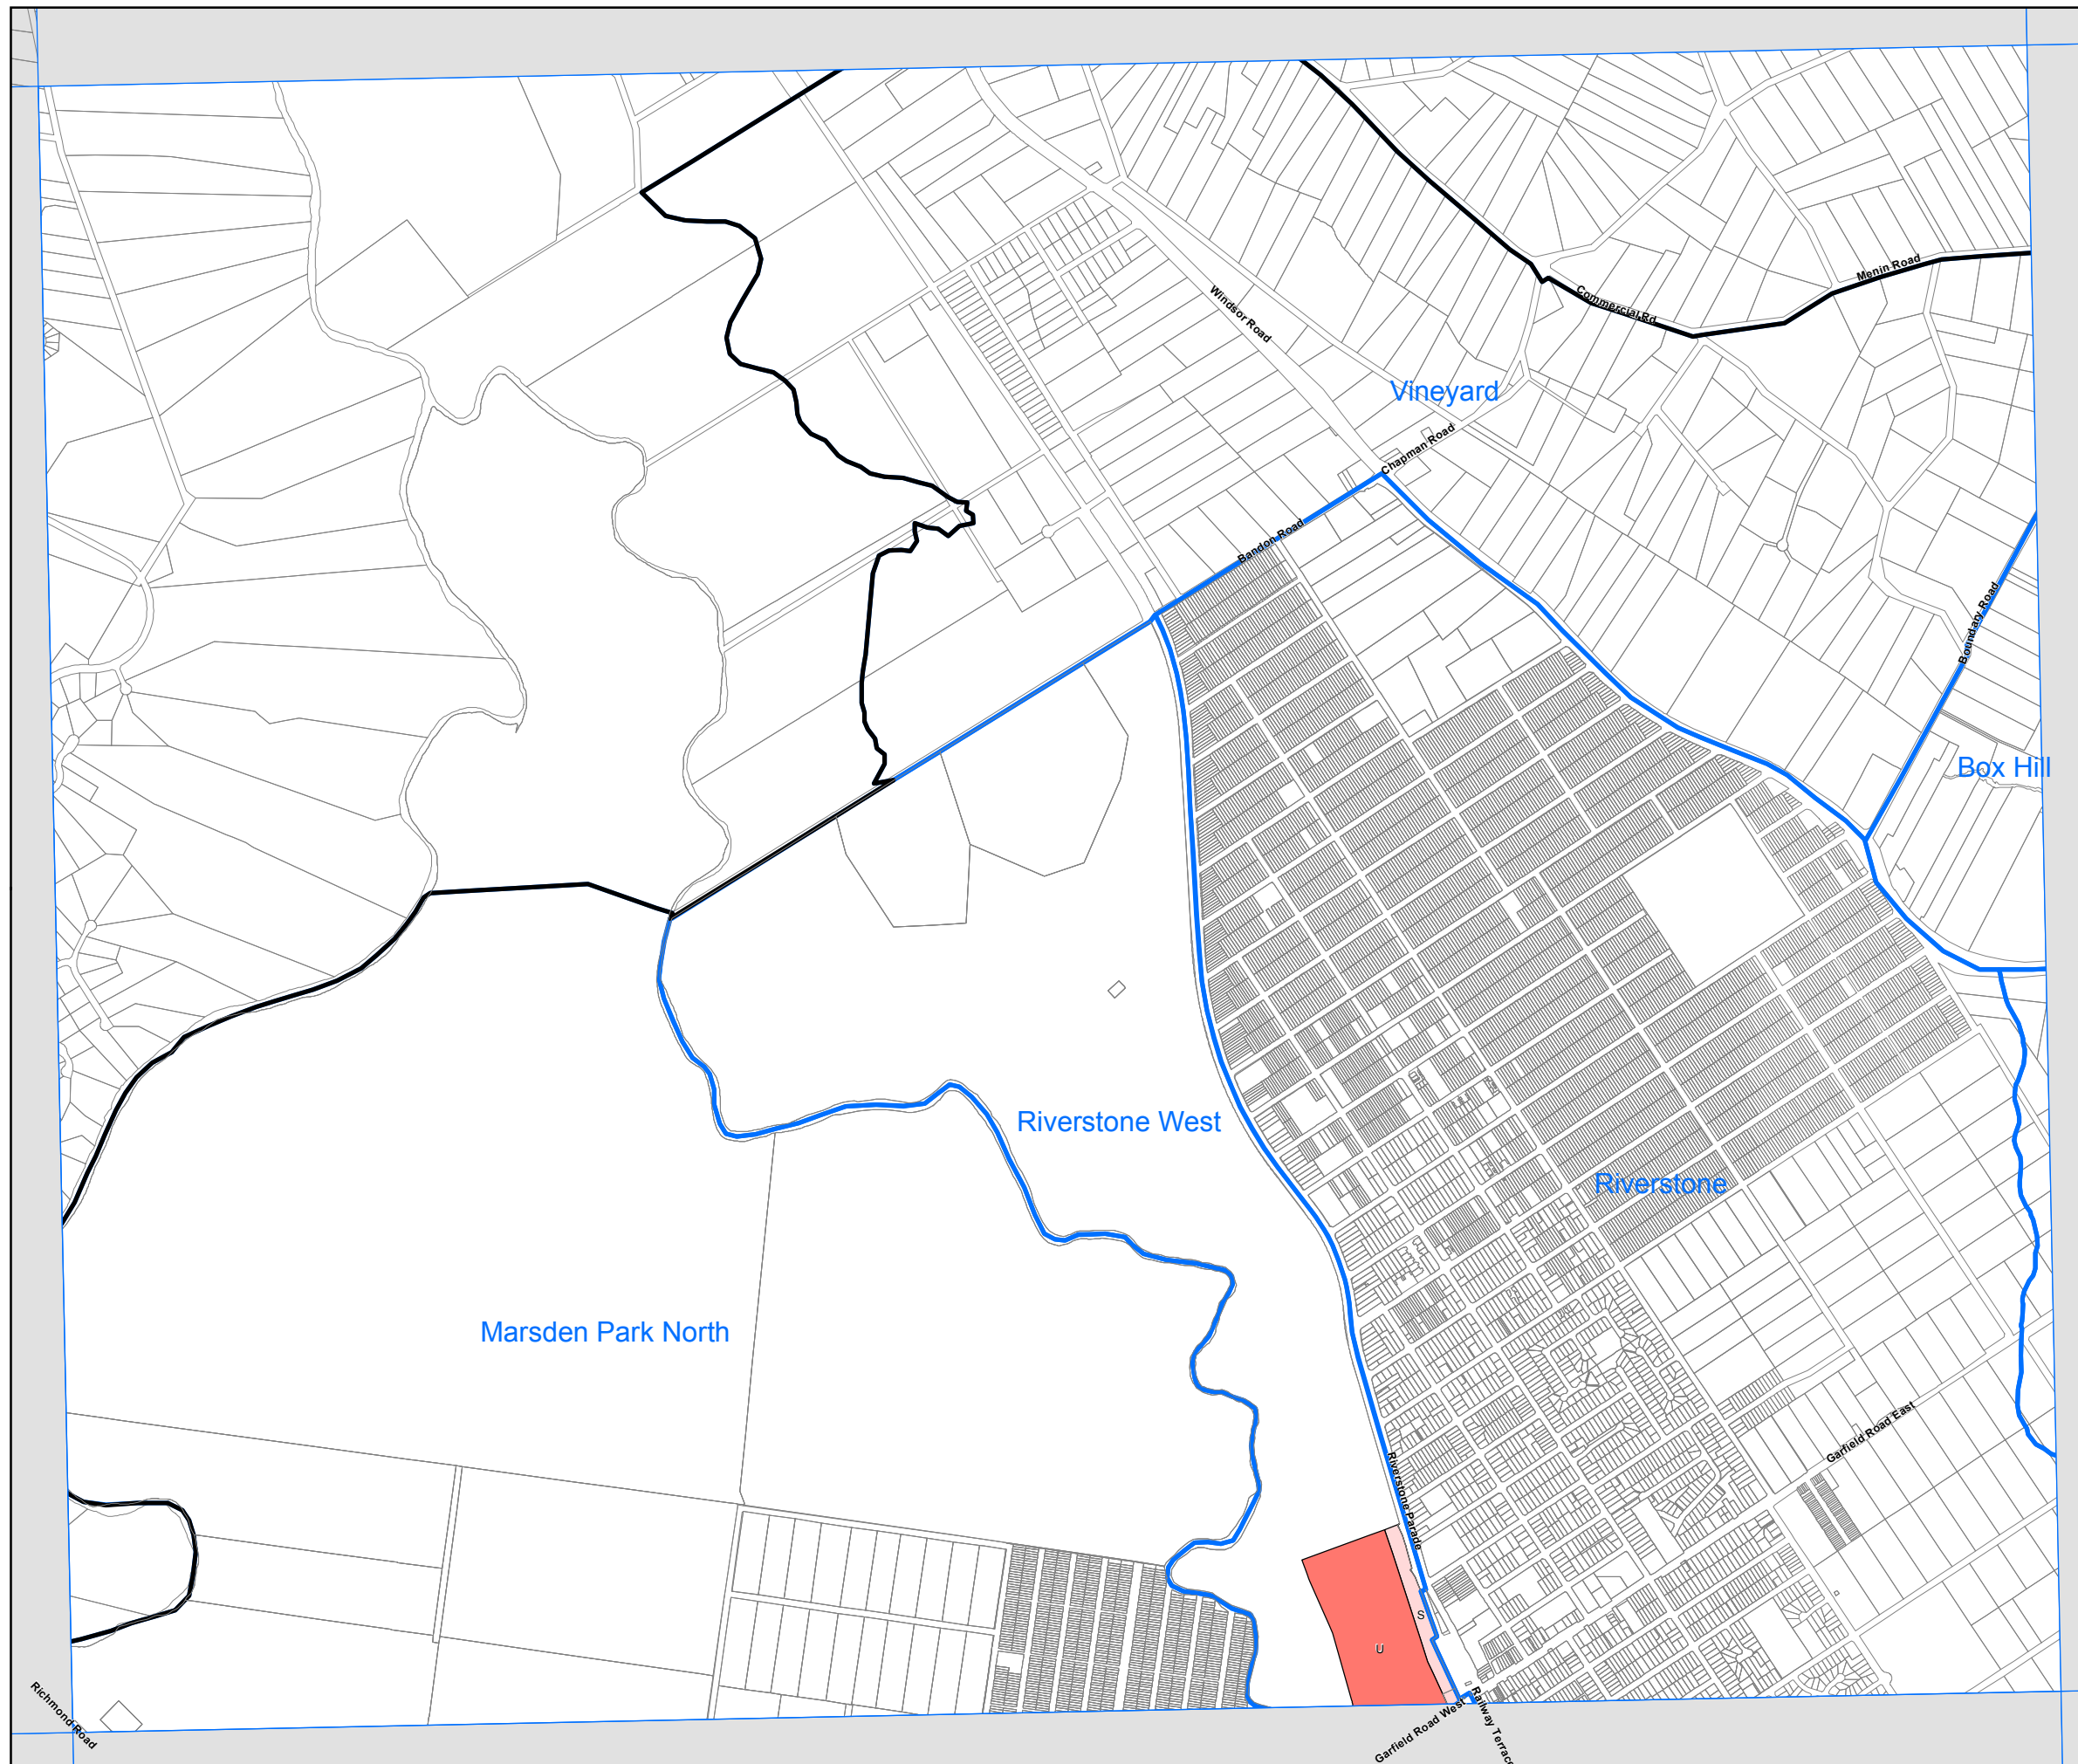 Menin Road
Commercial Rd
Windsor Road
Vineyard
Chapman Road
Bandon Road
Boundary Road
Box Hill
Riverstone West
Riverstone
Marsden Park North
Garfield Road East
Riverstone Parade
S
U
Richmond Road
Garfield Road West
Railway Terrace